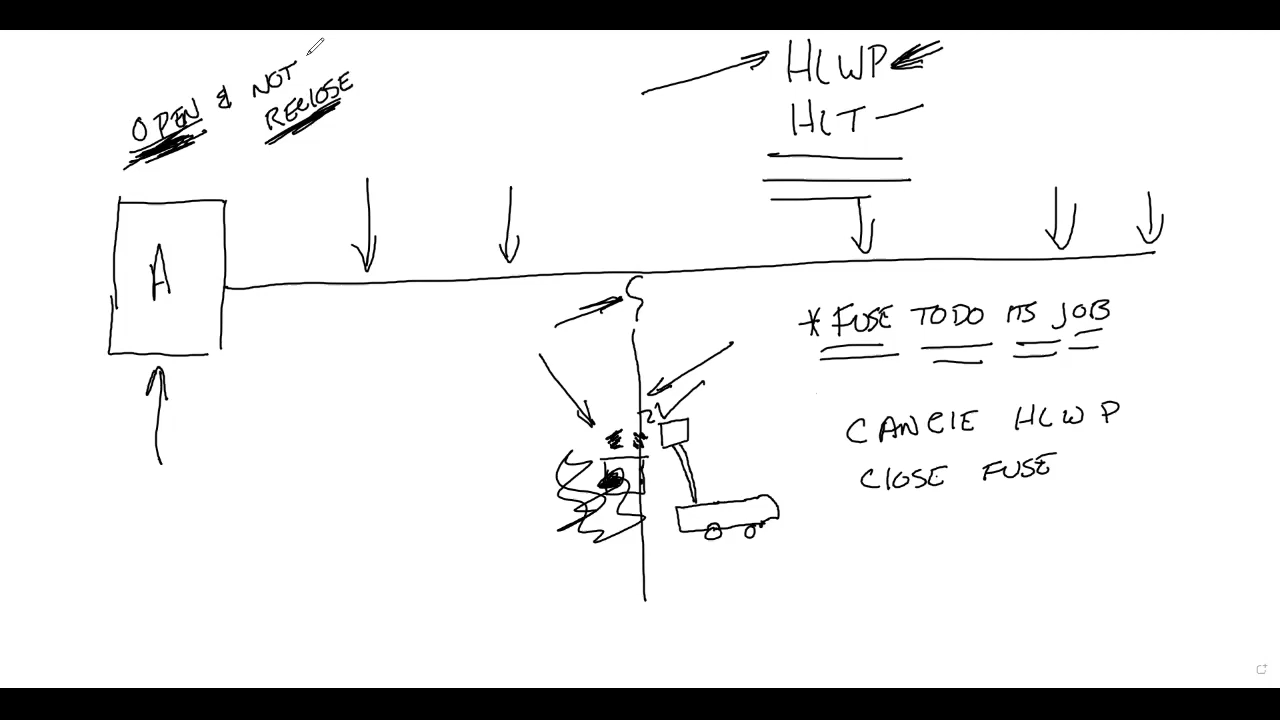 OPEN & NOT
RECLOSE
HLWP
HLT
A
* FUSE TO DO ITS JOB
CANCLE HLWP
CLOSE FUSE